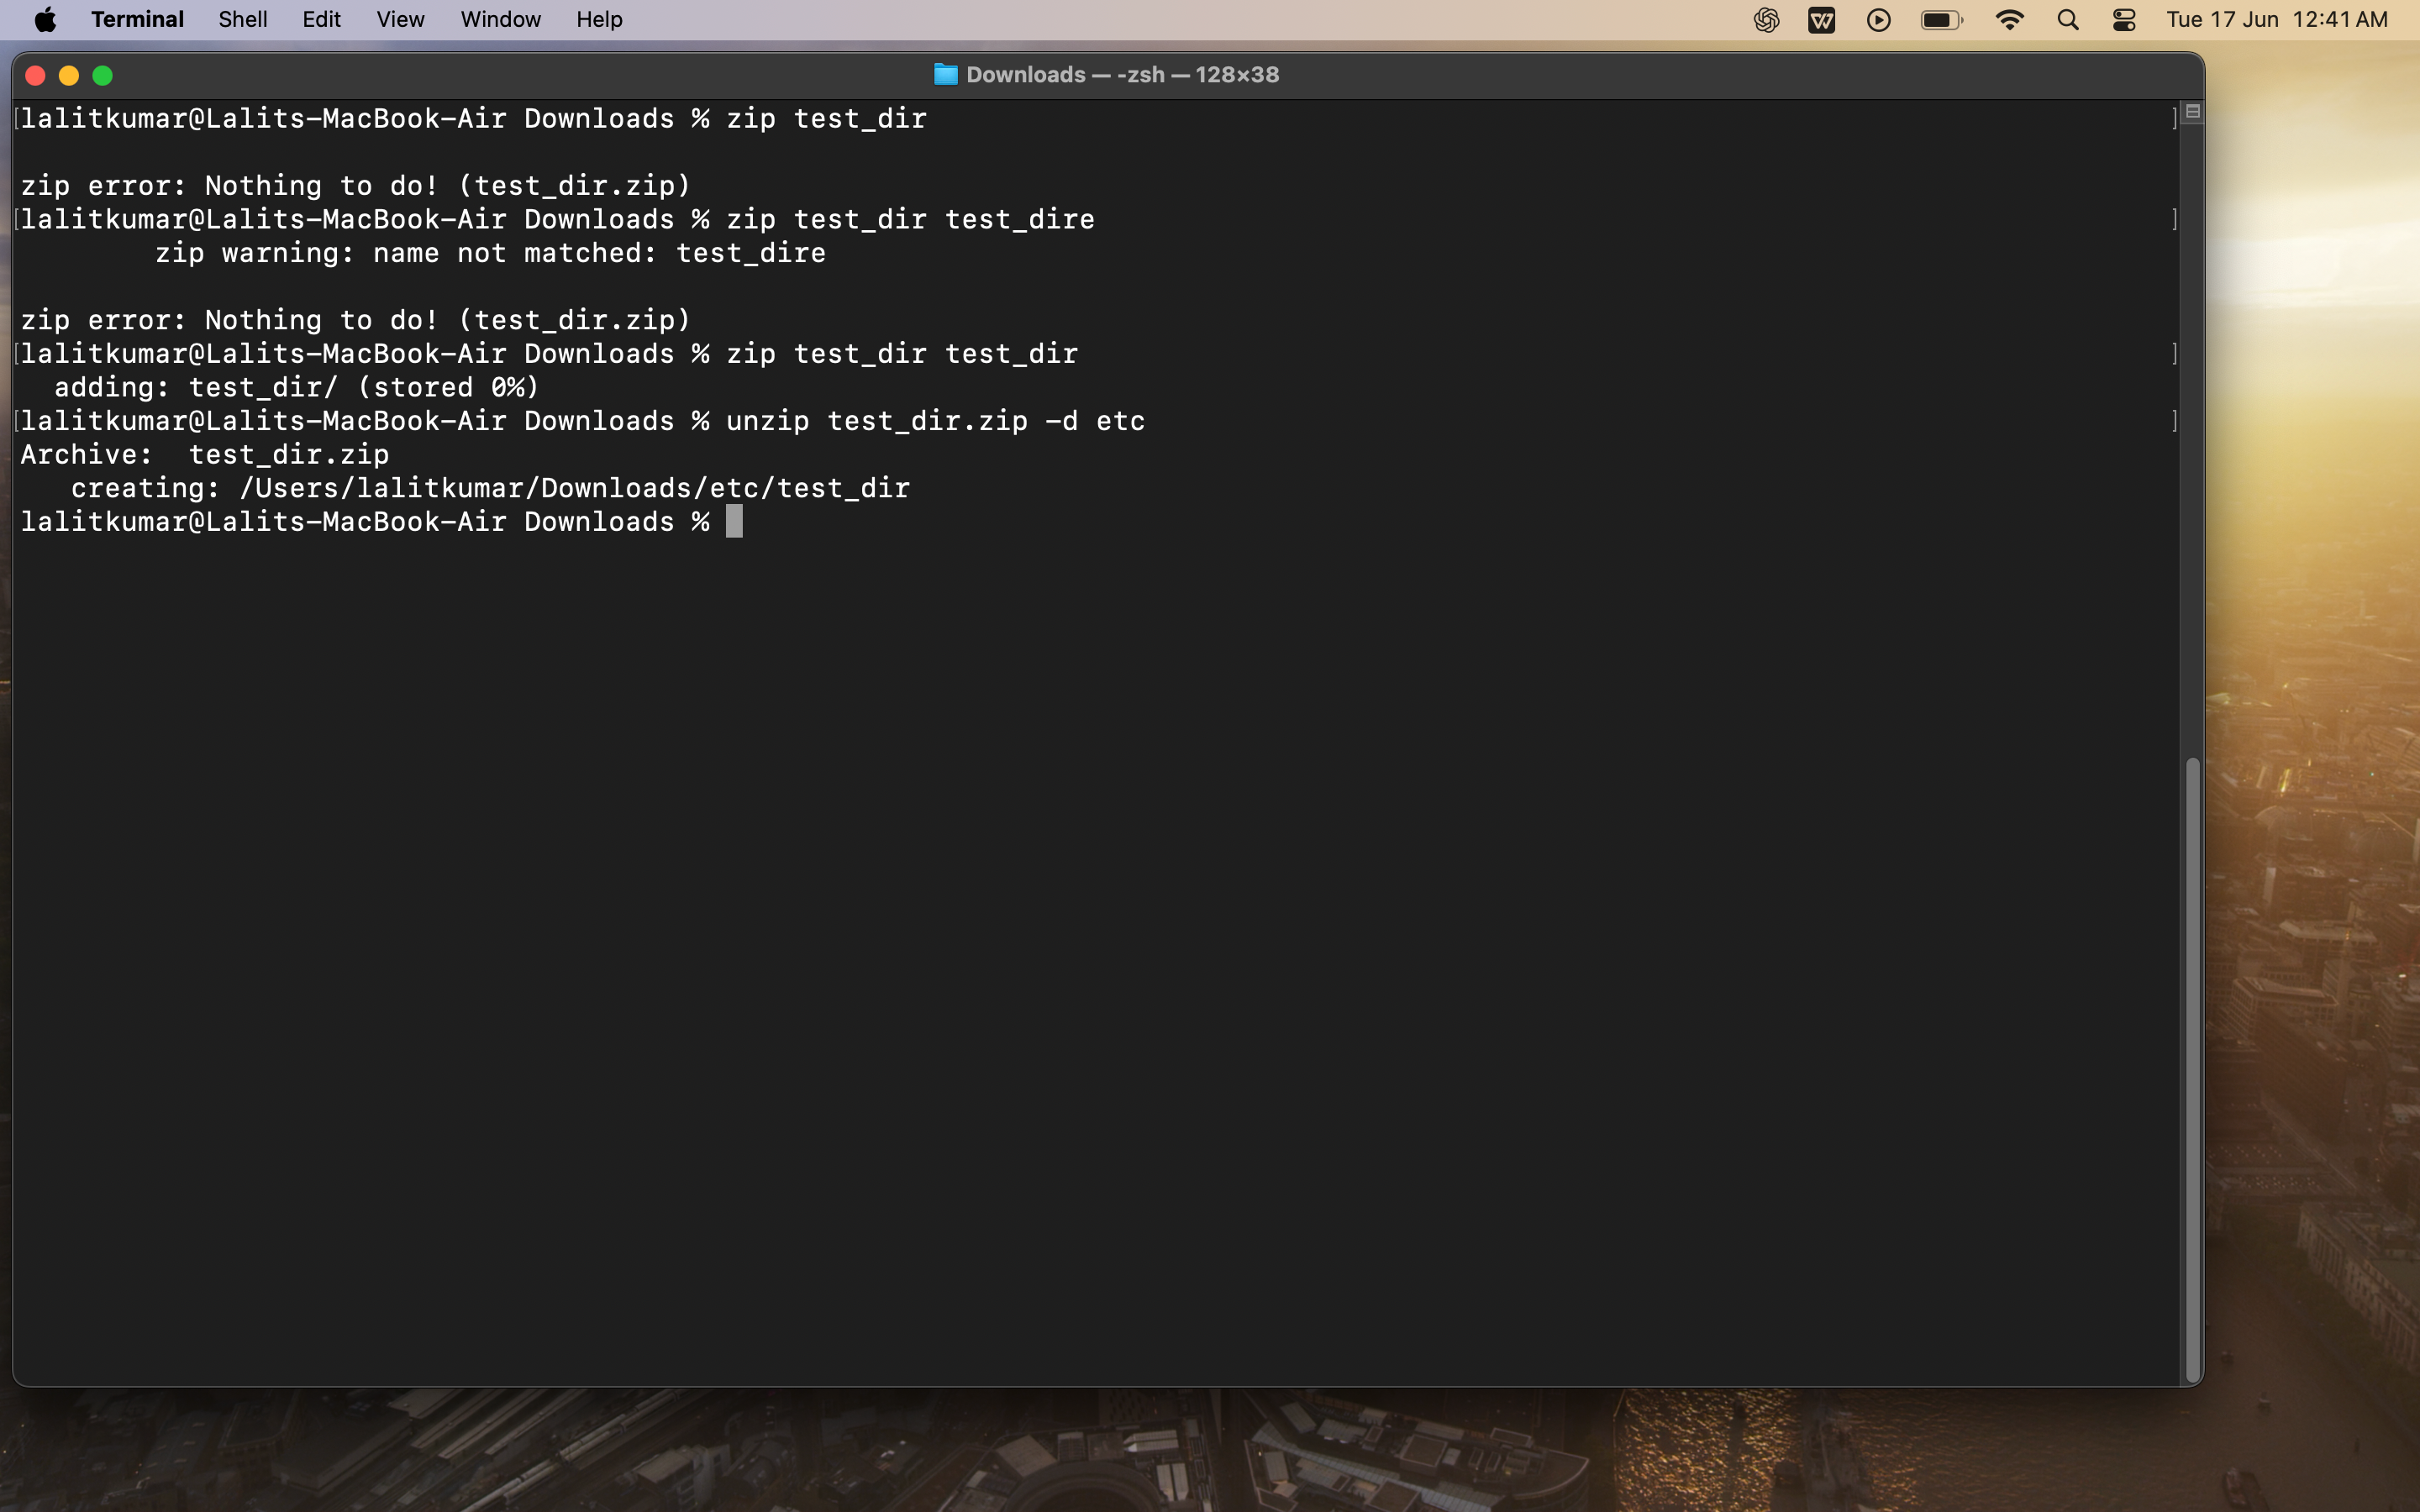 Terminal Shell Edit View Window Help Tue 17 Jun 12:41 AM
Downloads — -zsh — 128×38
[lalitkumar@Lalits-MacBook-Air Downloads % zip test_dir ]
zip error: Nothing to do! (test_dir.zip)
[lalitkumar@Lalits-MacBook-Air Downloads % zip test_dir test_dire ]
zip warning: name not matched: test_dire
zip error: Nothing to do! (test_dir.zip)
[lalitkumar@Lalits-MacBook-Air Downloads % zip test_dir test_dir ]
adding: test_dir/ (stored 0%)
[lalitkumar@Lalits-MacBook-Air Downloads % unzip test_dir.zip -d etc ]
Archive:  test_dir.zip
creating: /Users/lalitkumar/Downloads/etc/test_dir
lalitkumar@Lalits-MacBook-Air Downloads %